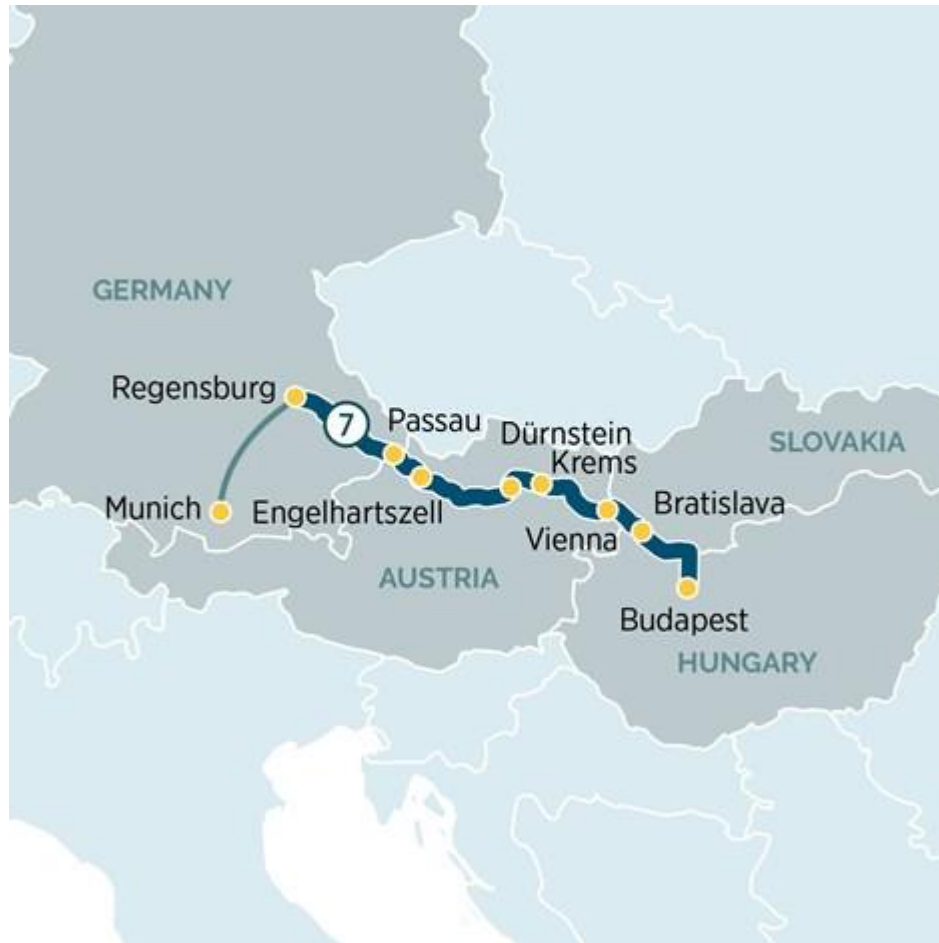 GERMANY
Regensburg
7
Passau
Dürnstein
Krems
SLOVAKIA
Munich
Engelhartszell
Bratislava
Vienna
AUSTRIA
Budapest
HUNGARY